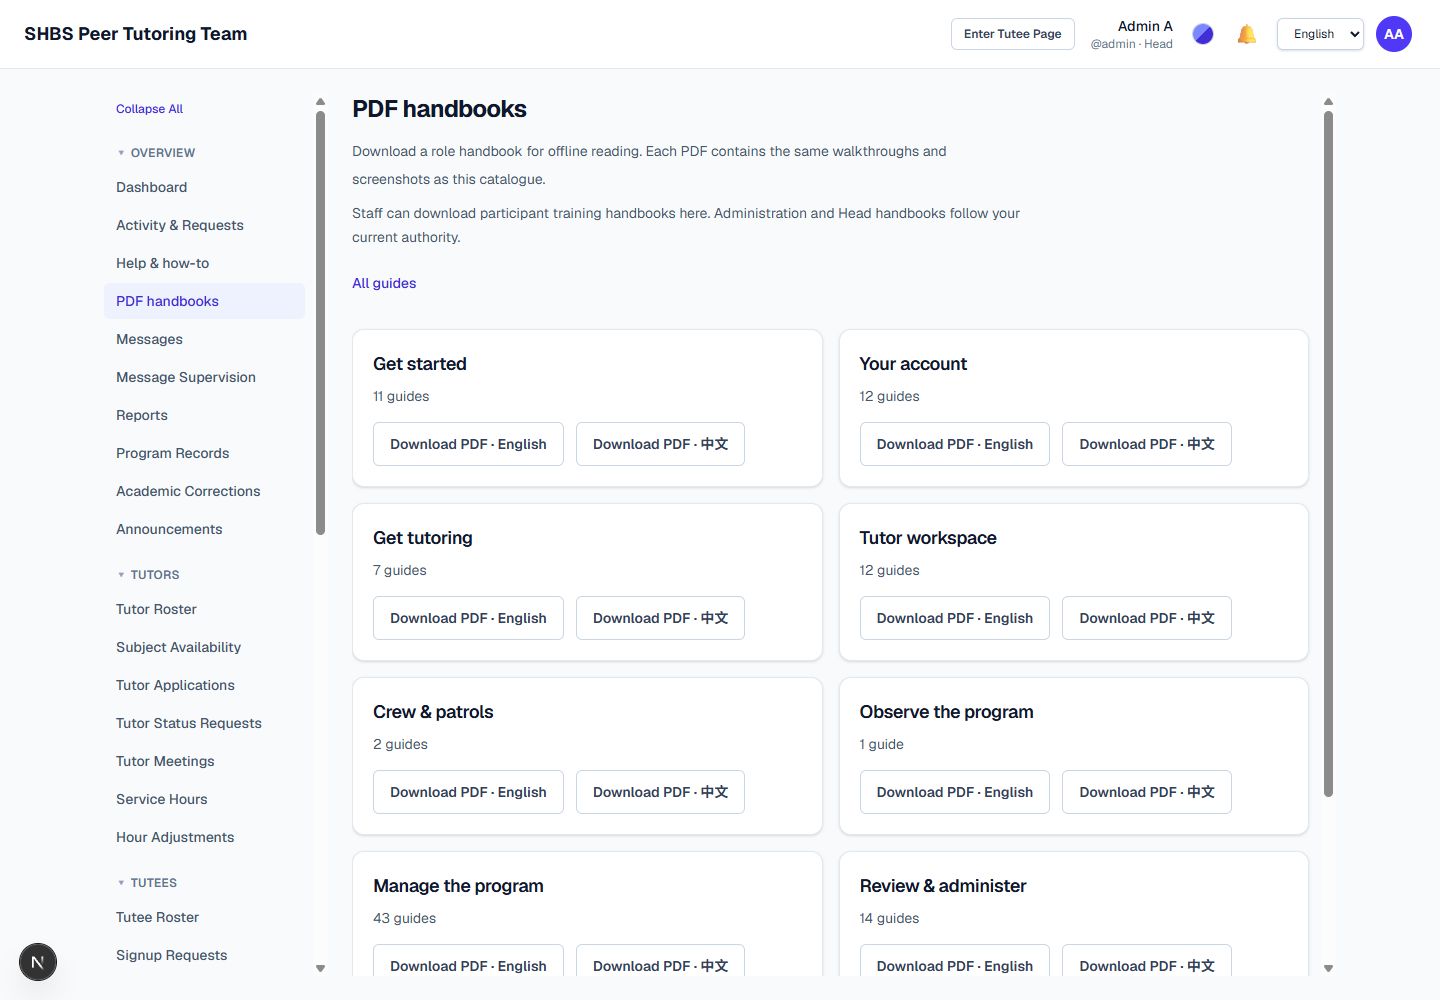 SHBS Peer Tutoring Team
Enter Tutee Page
Admin A
@admin · Head
English
AA
Collapse All
OVERVIEW
Dashboard
Activity & Requests
Help & how-to
PDF handbooks
Messages
Message Supervision
Reports
Program Records
Academic Corrections
Announcements
TUTORS
Tutor Roster
Subject Availability
Tutor Applications
Tutor Status Requests
Tutor Meetings
Service Hours
Hour Adjustments
TUTEES
Tutee Roster
Signup Requests
N
PDF handbooks
Download a role handbook for offline reading. Each PDF contains the same walkthroughs and
screenshots as this catalogue.
Staff can download participant training handbooks here. Administration and Head handbooks follow your
current authority.
All guides
Get started
11 guides
Download PDF · English
Download PDF · 中文
Your account
12 guides
Download PDF · English
Download PDF · 中文
Get tutoring
7 guides
Download PDF · English
Download PDF · 中文
Tutor workspace
12 guides
Download PDF · English
Download PDF · 中文
Crew & patrols
2 guides
Download PDF · English
Download PDF · 中文
Observe the program
1 guide
Download PDF · English
Download PDF · 中文
Manage the program
43 guides
Download PDF · English
Download PDF · 中文
Review & administer
14 guides
Download PDF · English
Download PDF · 中文